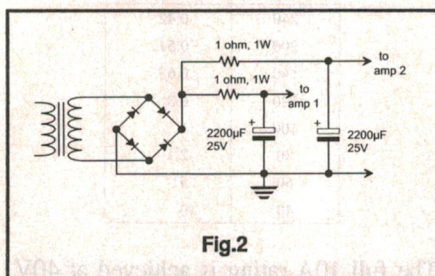 1 ohm, 1W
to
amp 2
1 ohm, 1W
to
amp 1
+
2200µF
25V
+
2200µF
25V
Fig.2